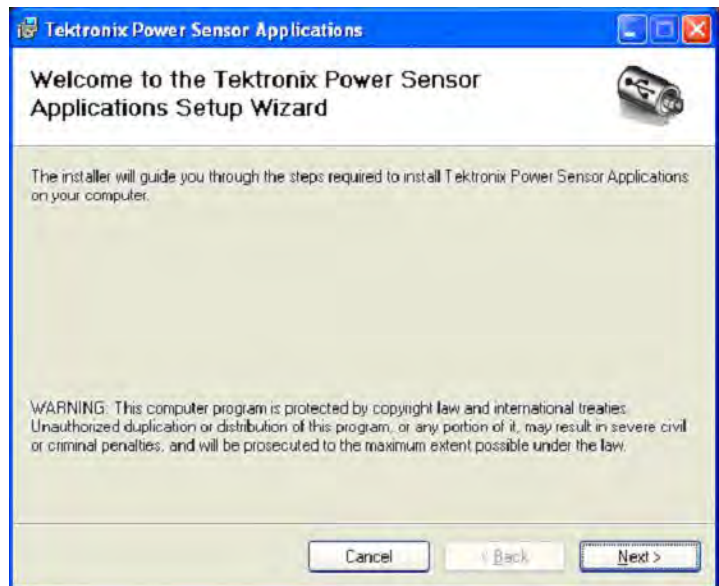 Tektronix Power Sensor Applications
Welcome to the Tektronix Power Sensor
Applications Setup Wizard
The installer will guide you through the steps required to install Tektronix Power Sensor Applications
on your computer.
WARNING: This computer program is protected by copyright law and international treaties.
Unauthorized duplication or distribution of this program, or any portion of it, may result in severe civil
or criminal penalties, and will be prosecuted to the maximum extent possible under the law.
Cancel
< Back
Next >